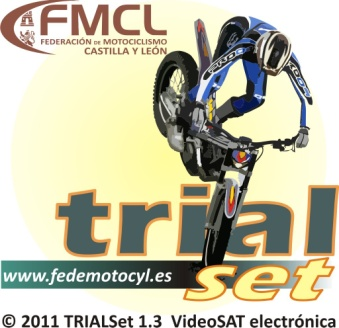 FMCL
FEDERACIÓN DE MOTOCICLISMO
CASTILLA Y LEÓN
trial
www.fedemotocyl.es
set
© 2011 TRIALSet 1.3 VideoSAT electrónica